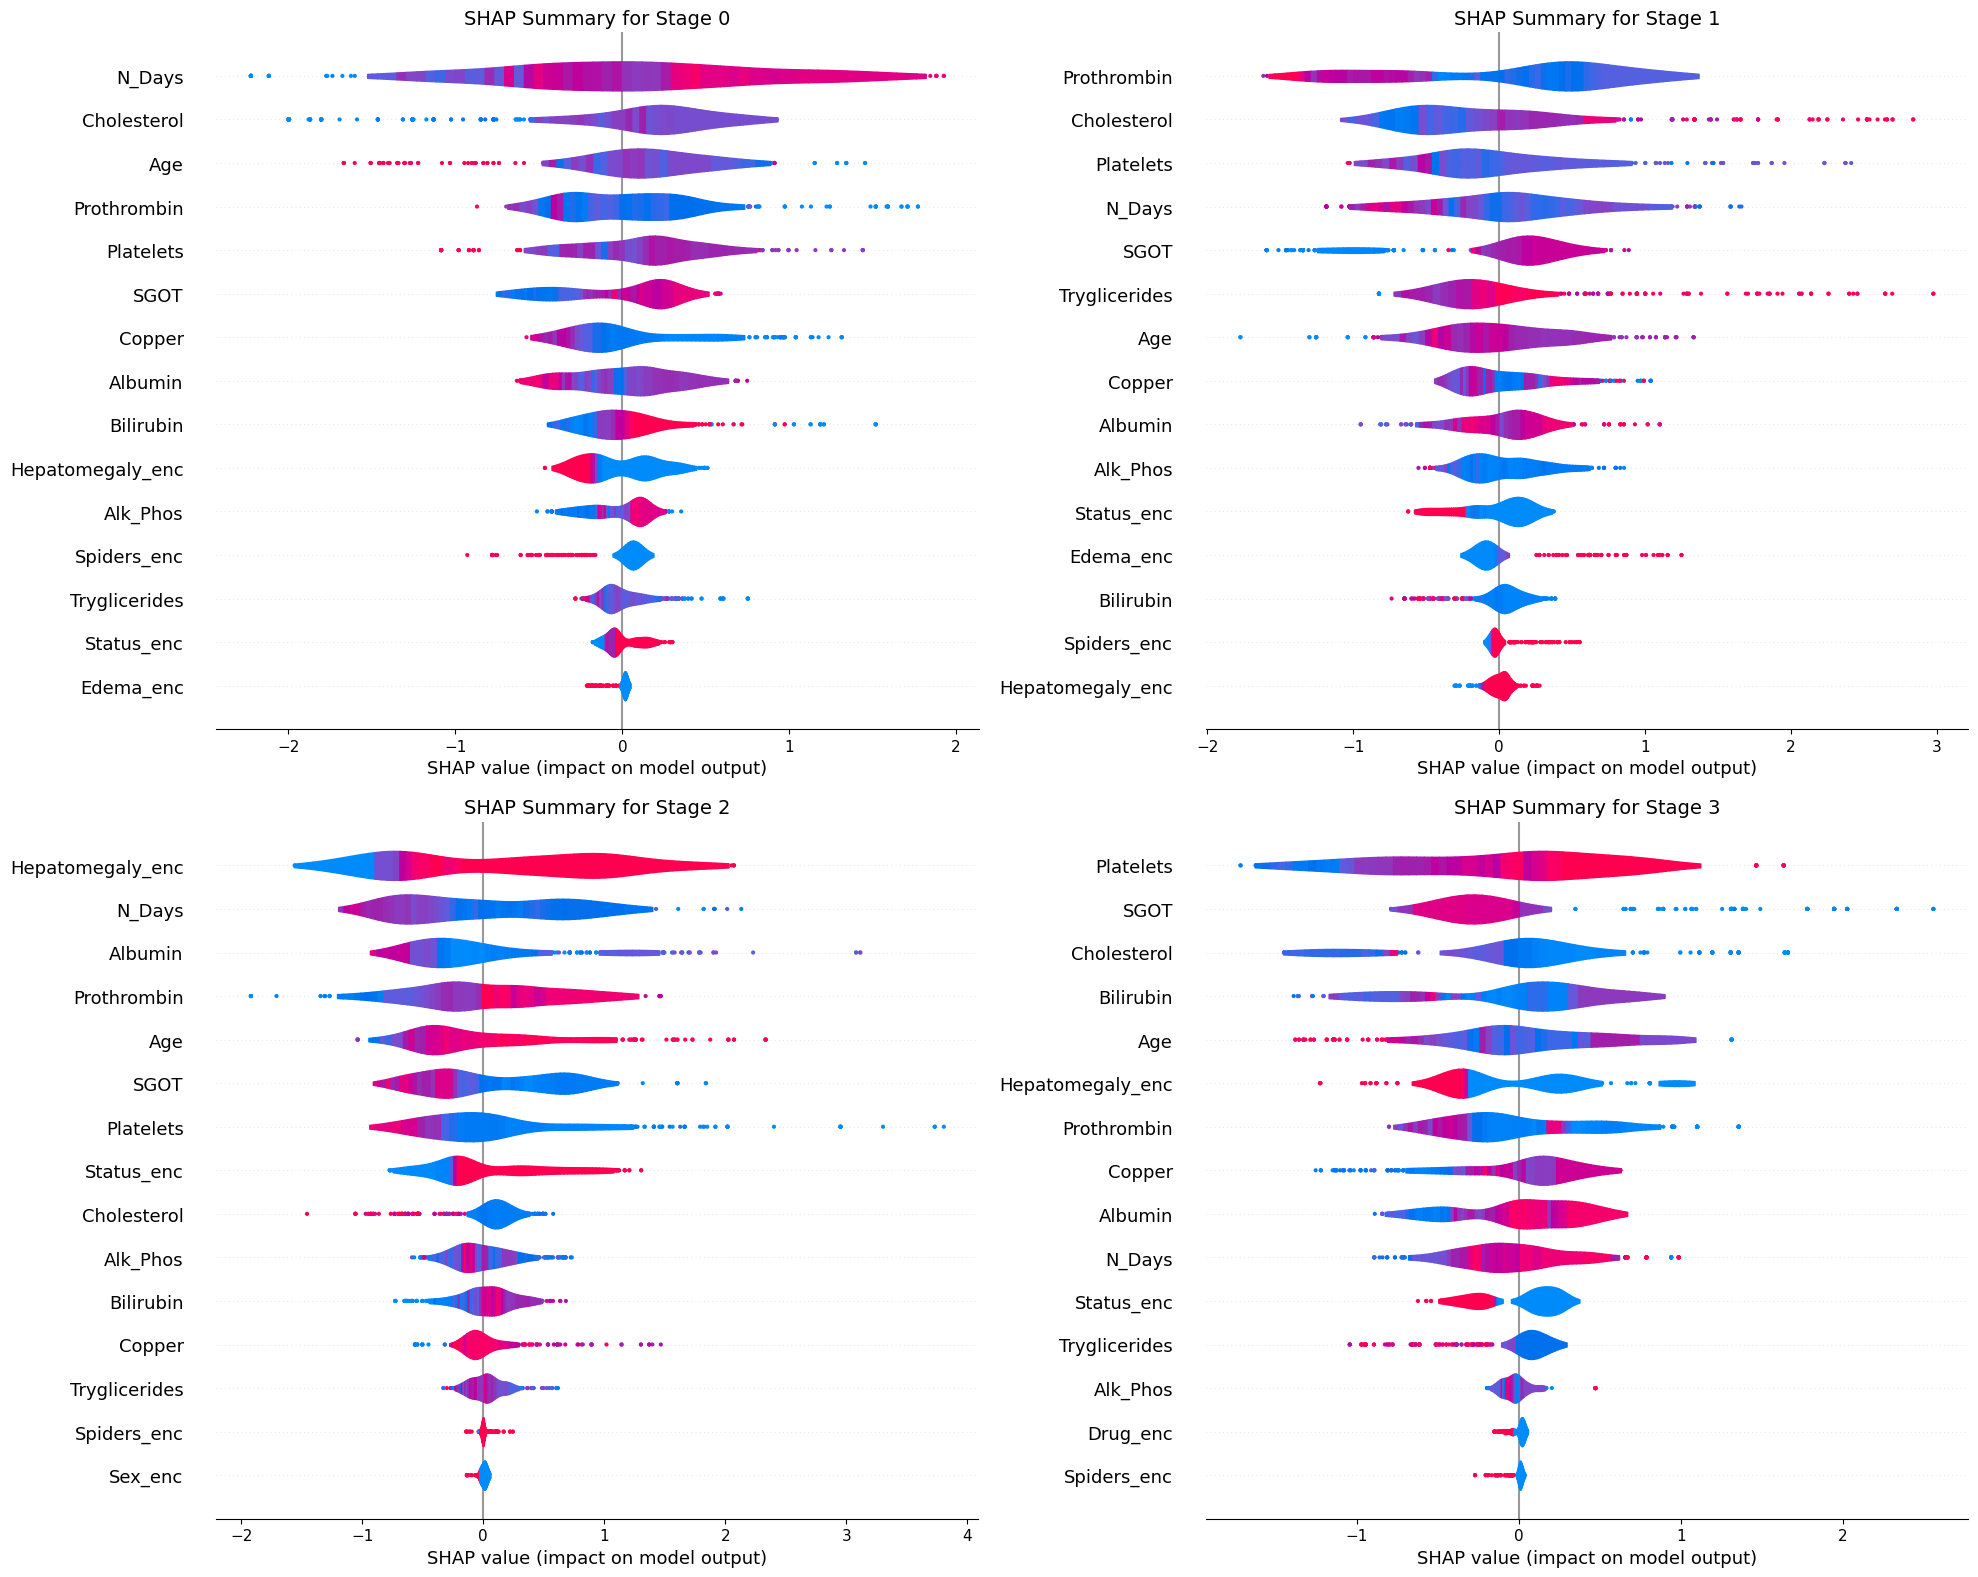 SHAP Summary for Stage 0
N_Days
Cholesterol
Age
Prothrombin
Platelets
SGOT
Copper
Albumin
Bilirubin
Hepatomegaly_enc
Alk_Phos
Spiders_enc
Tryglicerides
Status_enc
Edema_enc
−2 −1 0 1 2
SHAP value (impact on model output)
SHAP Summary for Stage 1
Prothrombin
Cholesterol
Platelets
N_Days
SGOT
Tryglicerides
Age
Copper
Albumin
Alk_Phos
Status_enc
Edema_enc
Bilirubin
Spiders_enc
Hepatomegaly_enc
−2 −1 0 1 2 3
SHAP value (impact on model output)
SHAP Summary for Stage 2
Hepatomegaly_enc
N_Days
Albumin
Prothrombin
Age
SGOT
Platelets
Status_enc
Cholesterol
Alk_Phos
Bilirubin
Copper
Tryglicerides
Spiders_enc
Sex_enc
−2 −1 0 1 2 3 4
SHAP value (impact on model output)
SHAP Summary for Stage 3
Platelets
SGOT
Cholesterol
Bilirubin
Age
Hepatomegaly_enc
Prothrombin
Copper
Albumin
N_Days
Status_enc
Tryglicerides
Alk_Phos
Drug_enc
Spiders_enc
−1 0 1 2
SHAP value (impact on model output)